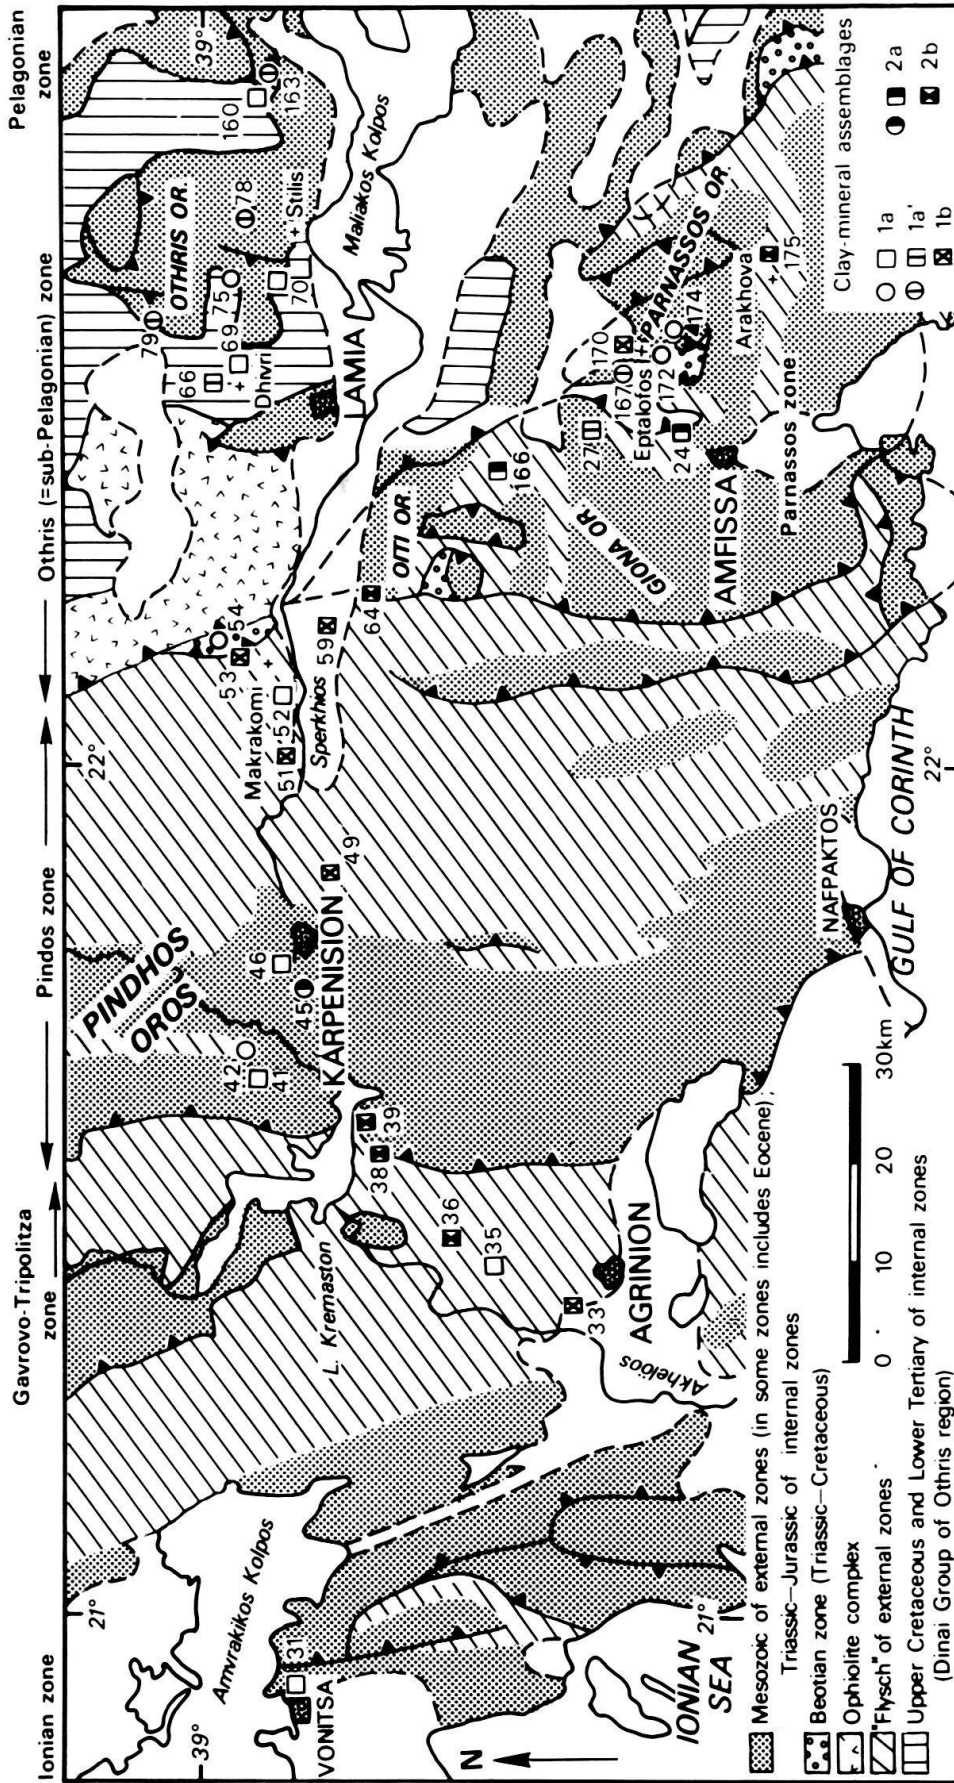 Ionian zone
Gavrovo-Tripolitza
zone
Pindos zone
Othris (=sub-Pelagonian) zone
Pelagonian
zone
21°
22°
39°
39°
PINDHOS
OROS
OTHRIS OR
Amvrakikos Kolpos
VONITSA
31
L. Kremaston
42
41
46
45
KARPENISION
49
38
39
36
35
33
AGRINION
Akhelöos
Makrakomi
51
52
53
54
Sperkhios
59
64
66
Dhivri
69
79
75
70
78
Stilis
160
163
LAMIA
Maliakos Kolpos
OITI OR
166
GIONA OR
27
Eptalofos
167
170
172
174
PARNASSOS OR
24
AMFISSA
Arakhova
175
Parnassos zone
NAFPAKTOS
GULF OF CORINTH
22°
IONIAN
SEA
21°
N
0 10 20 30km
Clay-mineral assemblages
1a 2a
1a' 2b
1b
Mesozoic of external zones (in some zones includes Eocene);
Triassic–Jurassic of internal zones
Beotian zone (Triassic–Cretaceous)
Ophiolite complex
"Flysch" of external zones
Upper Cretaceous and Lower Tertiary of internal zones
(Dinai Group of Othris region)